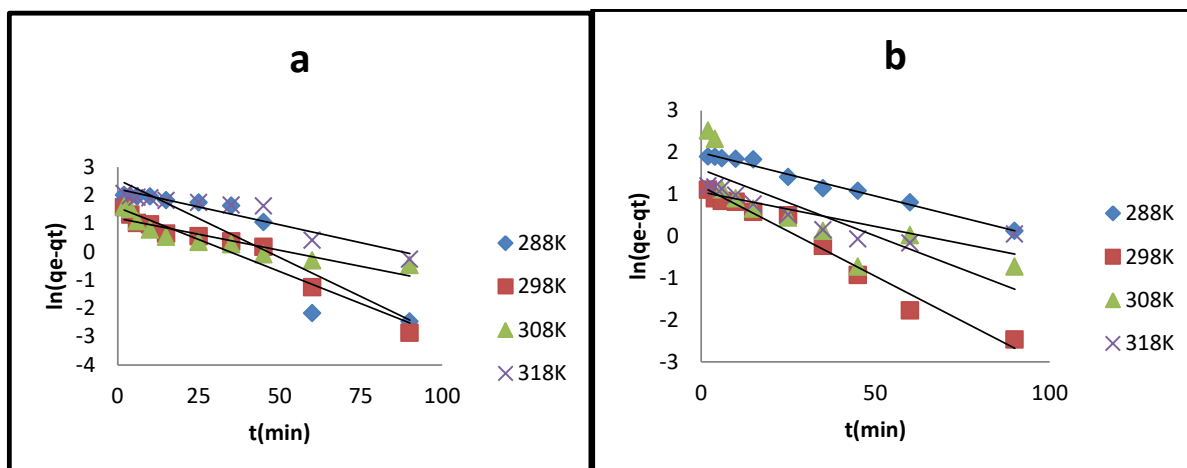 a
ln(qe-qt)
3
2
1
0
-1
-2
-3
-4
0 25 50 75 100
t(min)
288K
298K
308K
318K
b
ln(qe-qt)
3
2
1
0
-1
-2
-3
0 50 100
t(min)
288K
298K
308K
318K